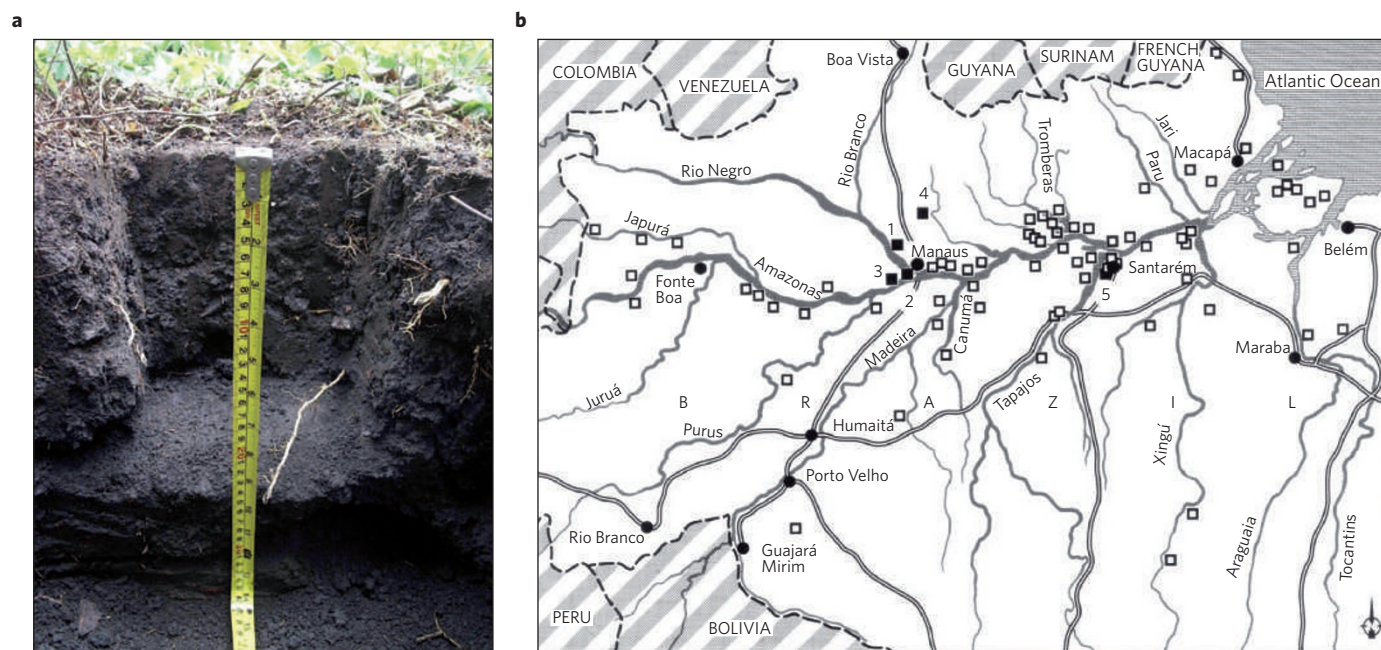 a
b
COLOMBIA
VENEZUELA
Boa Vista
GUYANA
SURINAM
FRENCH
GUYANA
Atlantic Ocean
Rio Negro
Rio Branco
Tromberas
Jari
Paru
Macapá
Japurá
4
1
Manaus
Belém
3
Amazonas
Fonte
Boa
2
Santarém
5
Madeira
Canumá
Maraba
Juruá
B
R
A
Z
I
L
Tapajos
Purus
Humaitá
Xingú
Porto Velho
Rio Branco
Guajará
Mirim
Araguaia
Tocantins
PERU
BOLIVIA